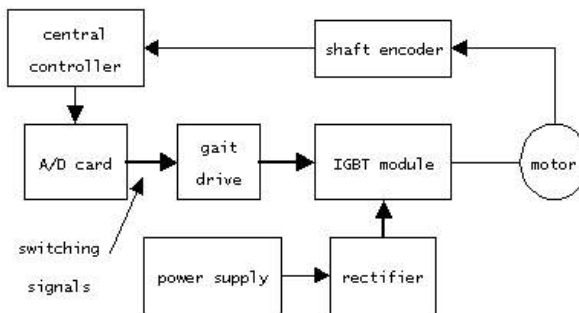 central
controller
shaft encoder
A/D card
gait
drive
IGBT module
motor
switching
signals
power supply
rectifier